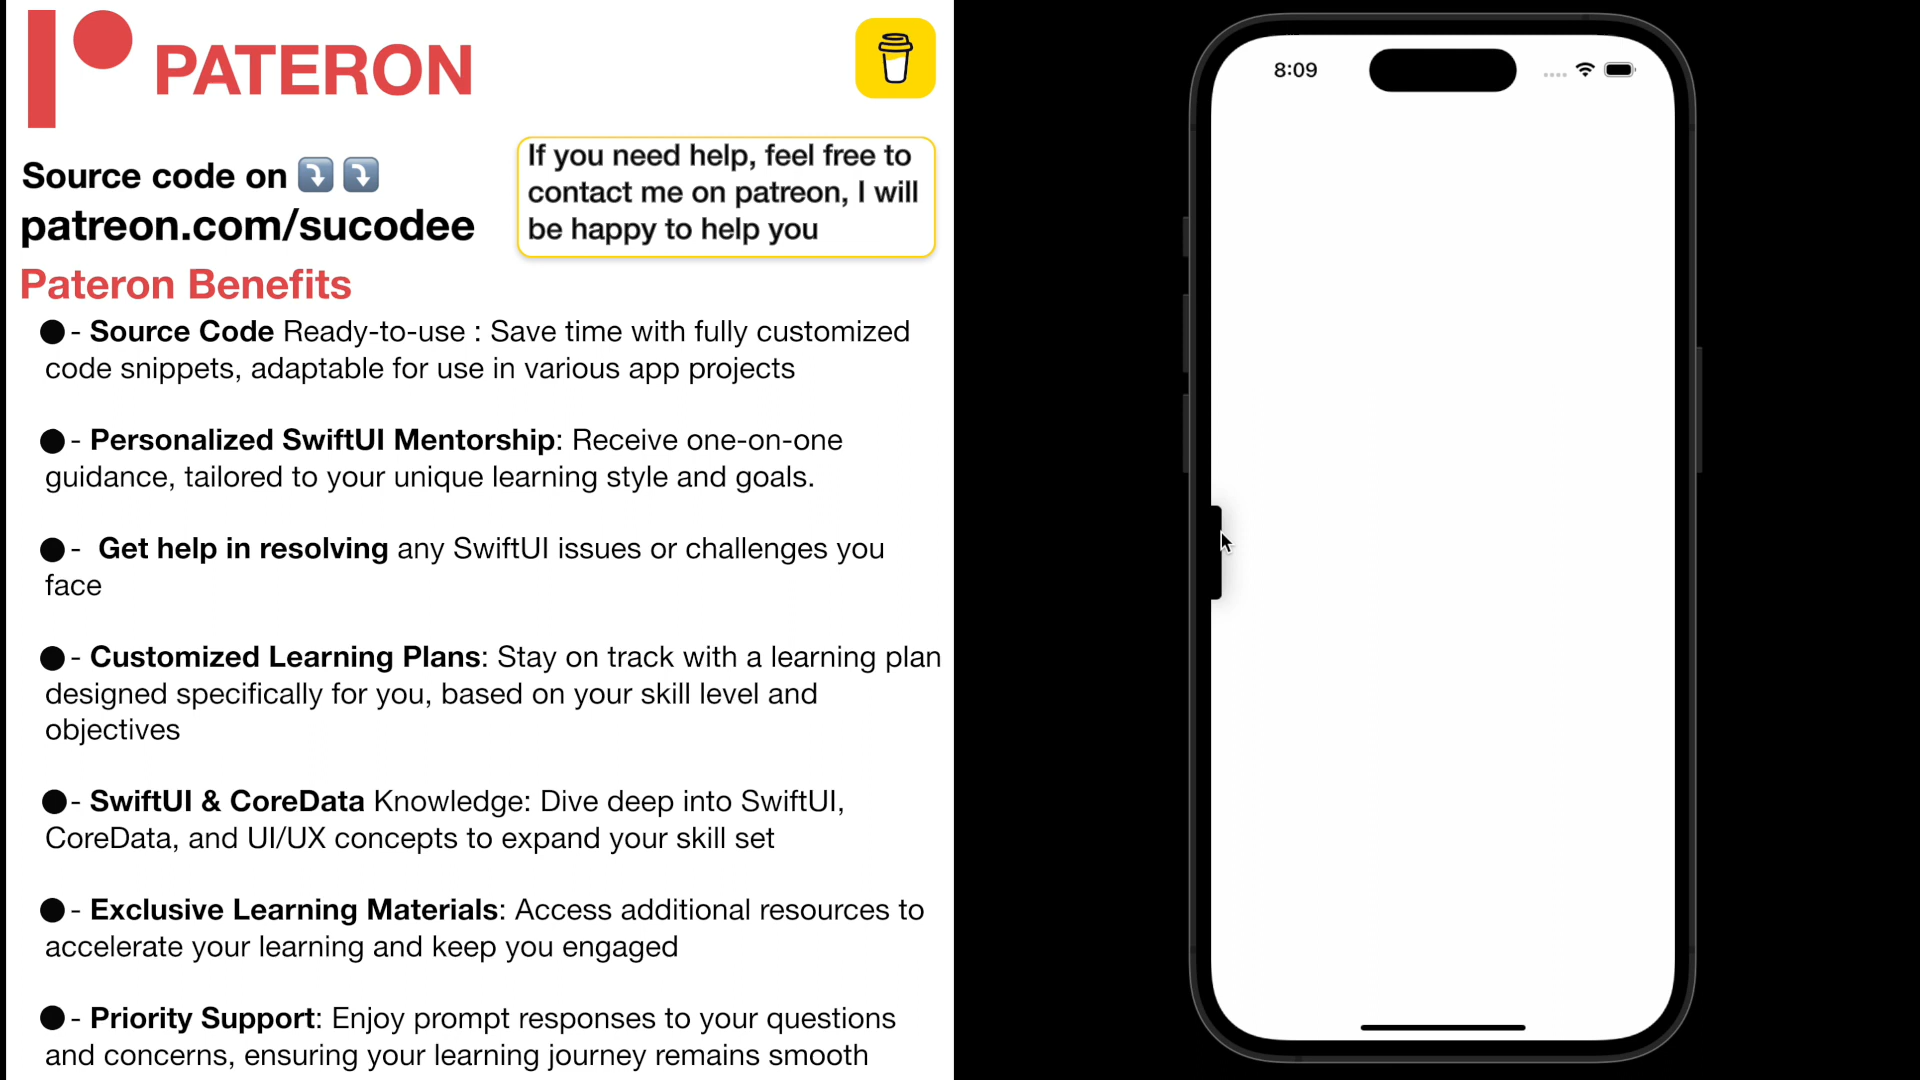 PATERON
Source code on ⤵️ ⤵️
patreon.com/sucodee
If you need help, feel free to
contact me on patreon, I will
be happy to help you
Pateron Benefits
● - Source Code Ready-to-use : Save time with fully customized
code snippets, adaptable for use in various app projects
● - Personalized SwiftUI Mentorship: Receive one-on-one
guidance, tailored to your unique learning style and goals.
● - Get help in resolving any SwiftUI issues or challenges you
face
● - Customized Learning Plans: Stay on track with a learning plan
designed specifically for you, based on your skill level and
objectives
● - SwiftUI & CoreData Knowledge: Dive deep into SwiftUI,
CoreData, and UI/UX concepts to expand your skill set
● - Exclusive Learning Materials: Access additional resources to
accelerate your learning and keep you engaged
● - Priority Support: Enjoy prompt responses to your questions
and concerns, ensuring your learning journey remains smooth
8:09